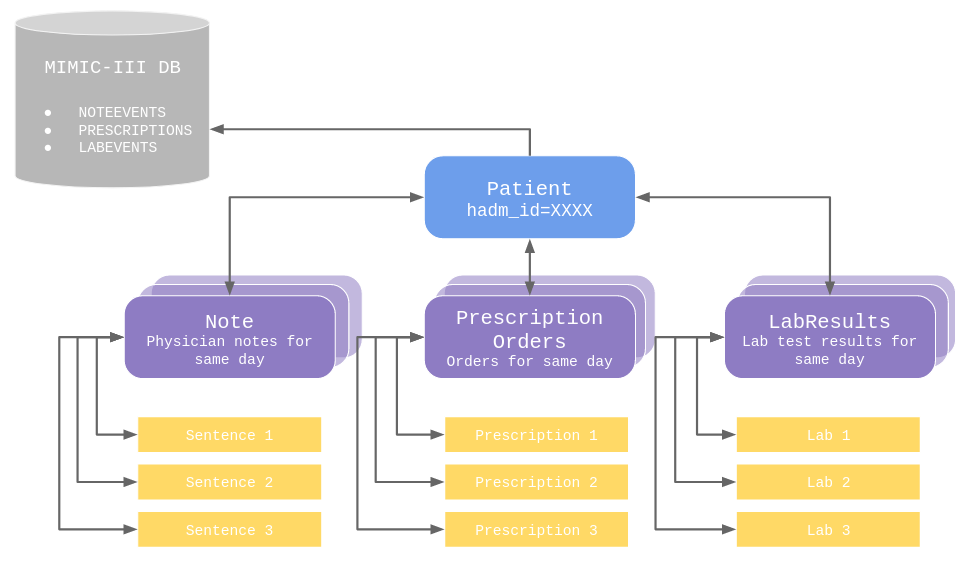 MIMIC-III DB
● NOTEEVENTS
● PRESCRIPTIONS
● LABEVENTS
Patient
hadm_id=XXXX
Note
Physician notes for
same day
Prescription
Orders
Orders for same day
LabResults
Lab test results for
same day
Sentence 1
Sentence 2
Sentence 3
Prescription 1
Prescription 2
Prescription 3
Lab 1
Lab 2
Lab 3